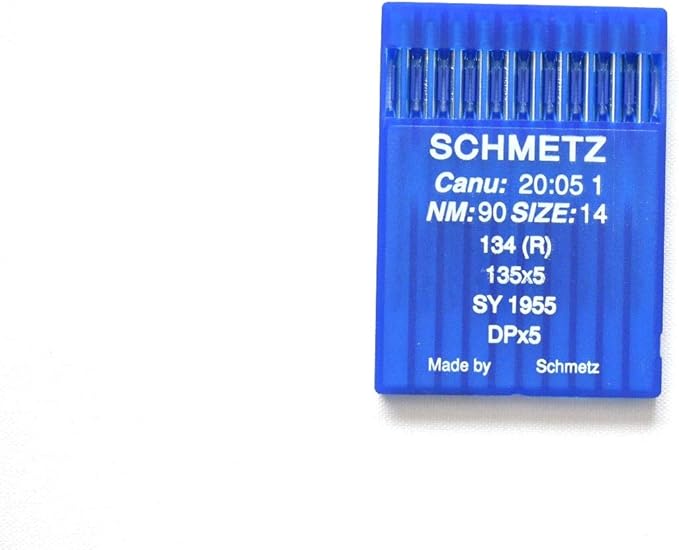 SCHMETZ
Canu: 20:05 1
NM:90 SIZE:14
134 (R)
135x5
SY 1955
DPx5
Made by Schmetz